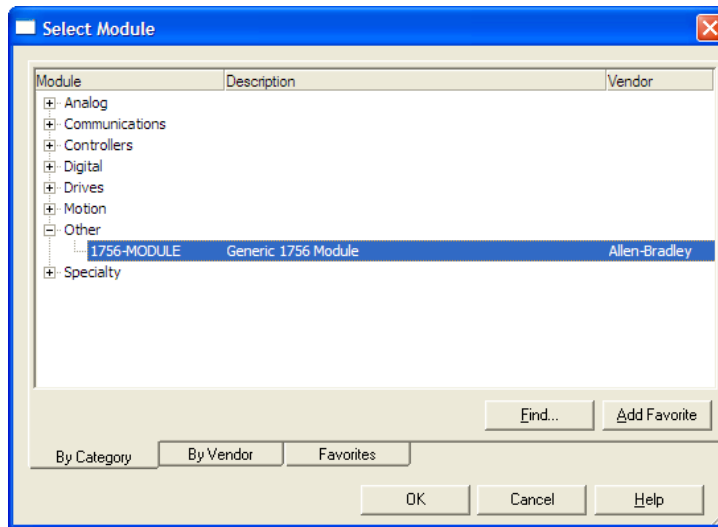 Select Module
Module Description Vendor
Analog
Communications
Controllers
Digital
Drives
Motion
Other
1756-MODULE Generic 1756 Module Allen-Bradley
Specialty
Find... Add Favorite
By Category By Vendor Favorites
OK Cancel Help